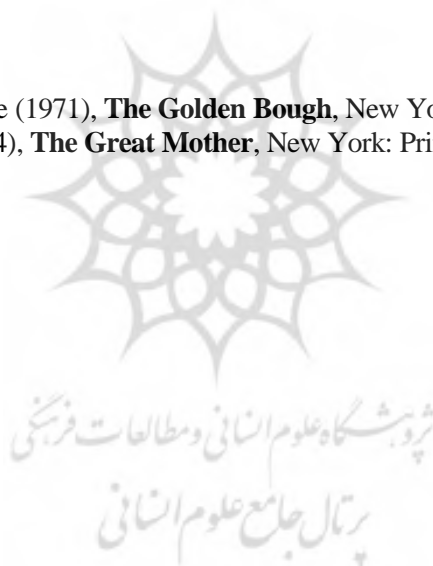 e (1971), The Golden Bough, New Yo
4), The Great Mother, New York: Pri
پژوهشگاه علوم انسانی و مطالعات فرهنگی
پرتال جامع علوم انسانی